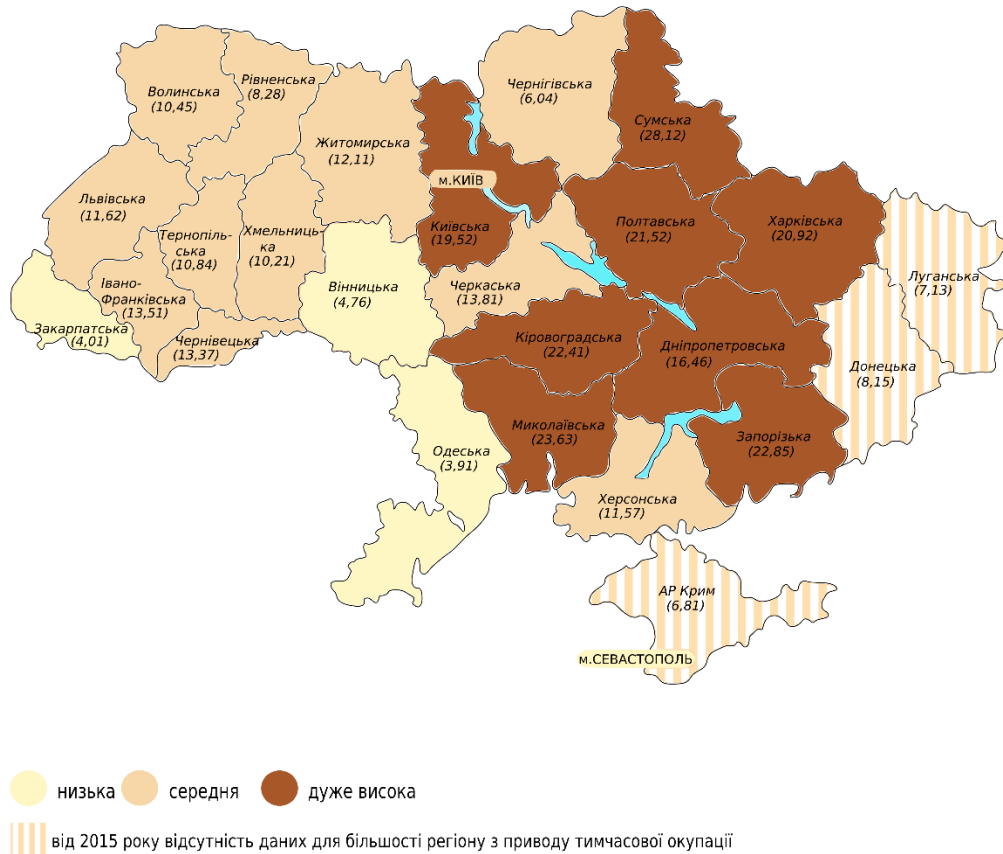 Волинська
(10,45)
Рівненська
(8,28)
Житомирська
(12,11)
Чернігівська
(6,04)
Сумська
(28,12)
м.КИЇВ
Київська
(19,52)
Львівська
(11,62)
Тернопіль-
ська
(10,84)
Хмельниць-
ка
(10,21)
Полтавська
(21,52)
Харківська
(20,92)
Луганська
(7,13)
Івано-
Франківська
(13,51)
Вінницька
(4,76)
Черкаська
(13,81)
Закарпатська
(4,01)
Чернівецька
(13,37)
Кіровоградська
(22,41)
Дніпропетровська
(16,46)
Донецька
(8,15)
Одеська
(3,91)
Миколаївська
(23,63)
Запорізька
(22,85)
Херсонська
(11,57)
АР Крим
(6,81)
м.СЕВАСТОПОЛЬ
низька
середня
дуже висока
від 2015 року відсутність даних для більшості регіону з приводу тимчасової окупації